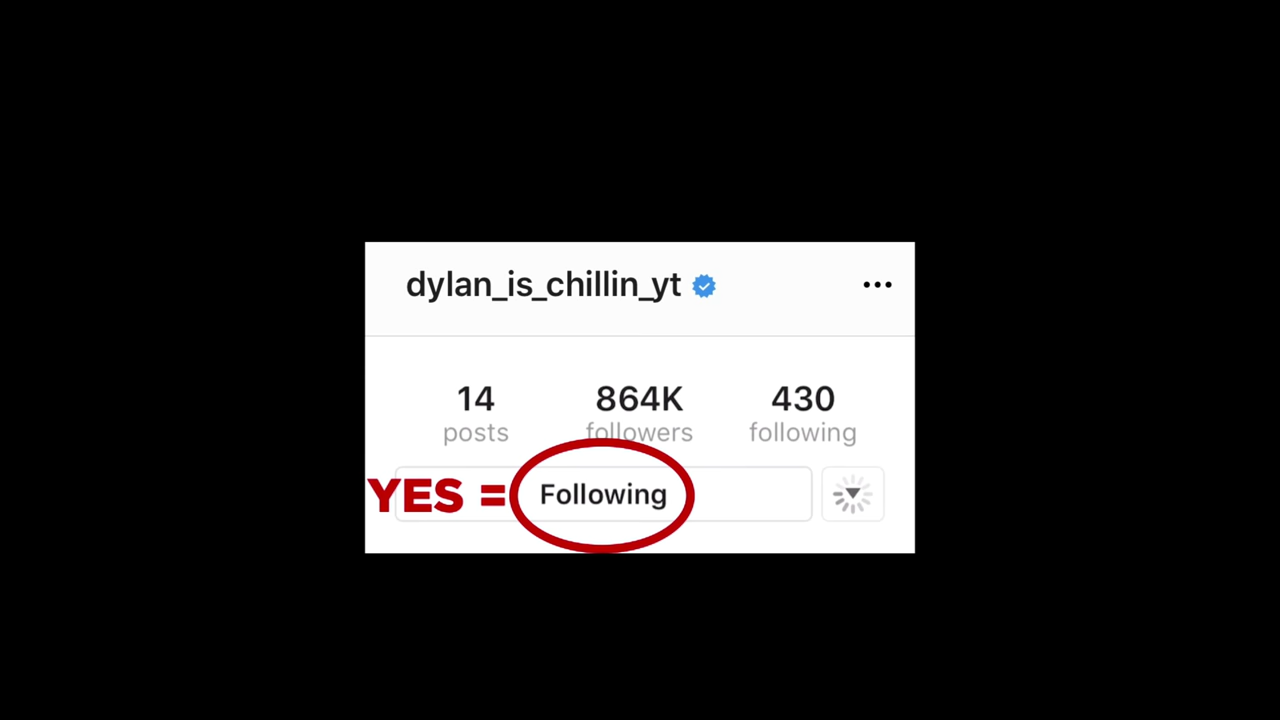 dylan_is_chillin_yt
14 864K 430
posts followers following
YES = Following